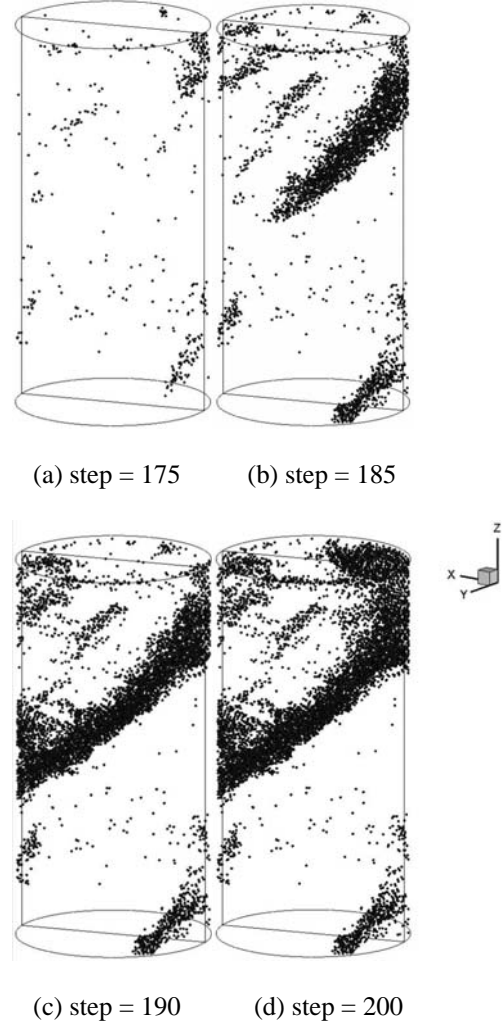 (a) step = 175 (b) step = 185
Z
X
Y
(c) step = 190 (d) step = 200